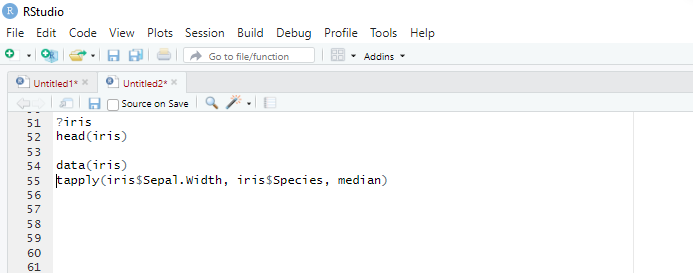 RStudio
File Edit Code View Plots Session Build Debug Profile Tools Help
Go to file/function Addins
Untitled1* Untitled2*
Source on Save
51 ?iris
52 head(iris)
53
54 data(iris)
55 tapply(iris$Sepal.Width, iris$Species, median)
56
57
58
59
60
61